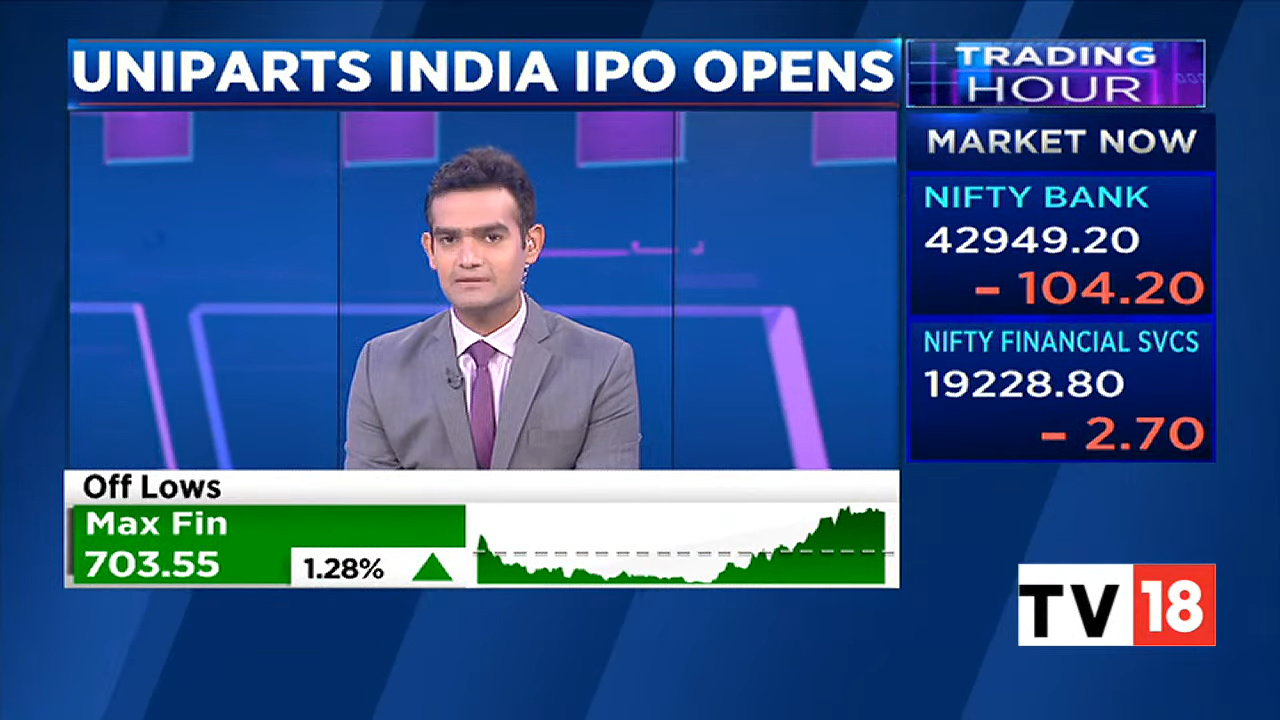 UNIPARTS INDIA IPO OPENS
TRADING
HOUR
MARKET NOW
NIFTY BANK
42949.20
- 104.20
NIFTY FINANCIAL SVCS
19228.80
- 2.70
Off Lows
Max Fin
703.55
1.28%
TV18